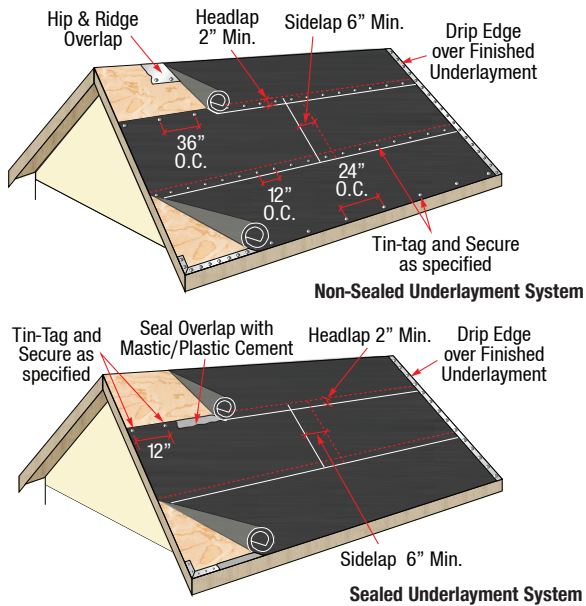 Hip & Ridge
Overlap
Headlap
2” Min.
Sidelap 6” Min.
Drip Edge
over Finished
Underlayment
36”
O.C.
12”
O.C.
24”
O.C.
Tin-tag and Secure
as specified
Non-Sealed Underlayment System
Tin-Tag and
Secure as
specified
Seal Overlap with
Mastic/Plastic Cement
Headlap 2” Min.
Drip Edge
over Finished
Underlayment
12”
Sidelap 6” Min.
Sealed Underlayment System